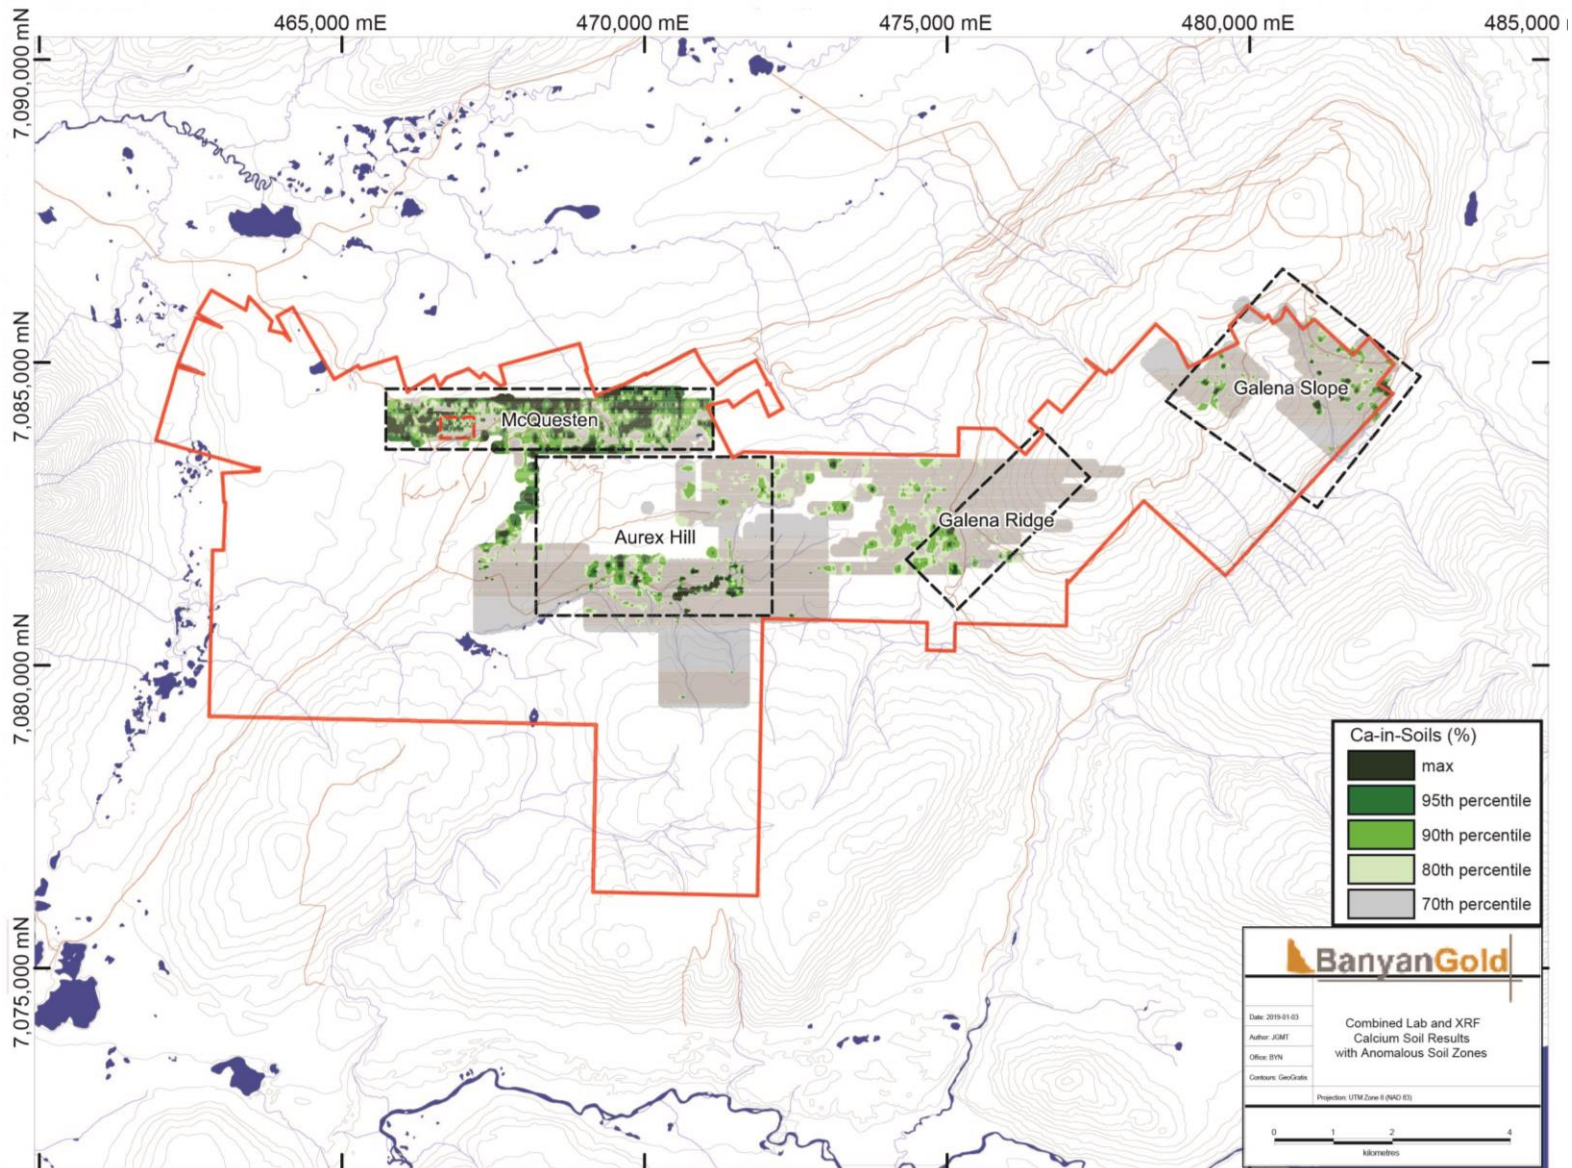 465,000 mE
470,000 mE
475,000 mE
480,000 mE
485,000
7,090,000 mN
7,085,000 mN
7,080,000 mN
7,075,000 mN
McQuesten
Aurex Hill
Galena Ridge
Galena Slope
Ca-in-Soils (%)
max
95th percentile
90th percentile
80th percentile
70th percentile
BanyanGold
Date: 2019-01-03
Author: JGMT
Office: BYN
Contours: GeoGratis
Combined Lab and XRF
Calcium Soil Results
with Anomalous Soil Zones
Projection: UTM Zone 8 (NAD 83)
0 1 2 4
kilometres